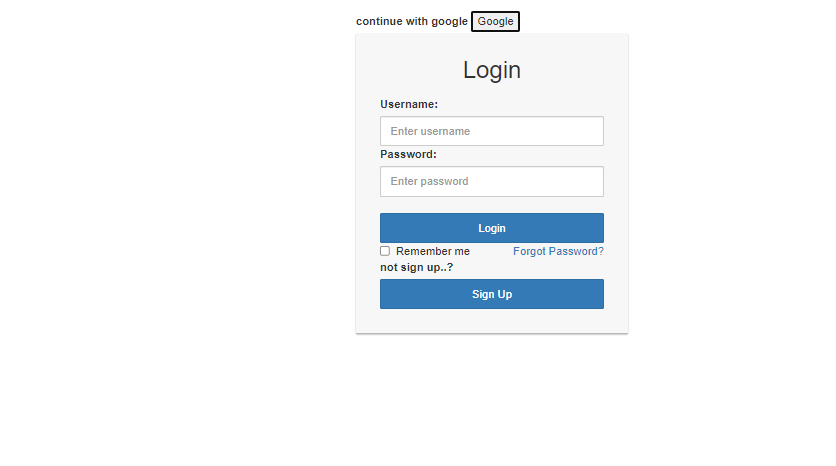 continue with google Google
Login
Username:
Enter username
Password:
Enter password
Login
Remember me Forgot Password?
not sign up..?
Sign Up